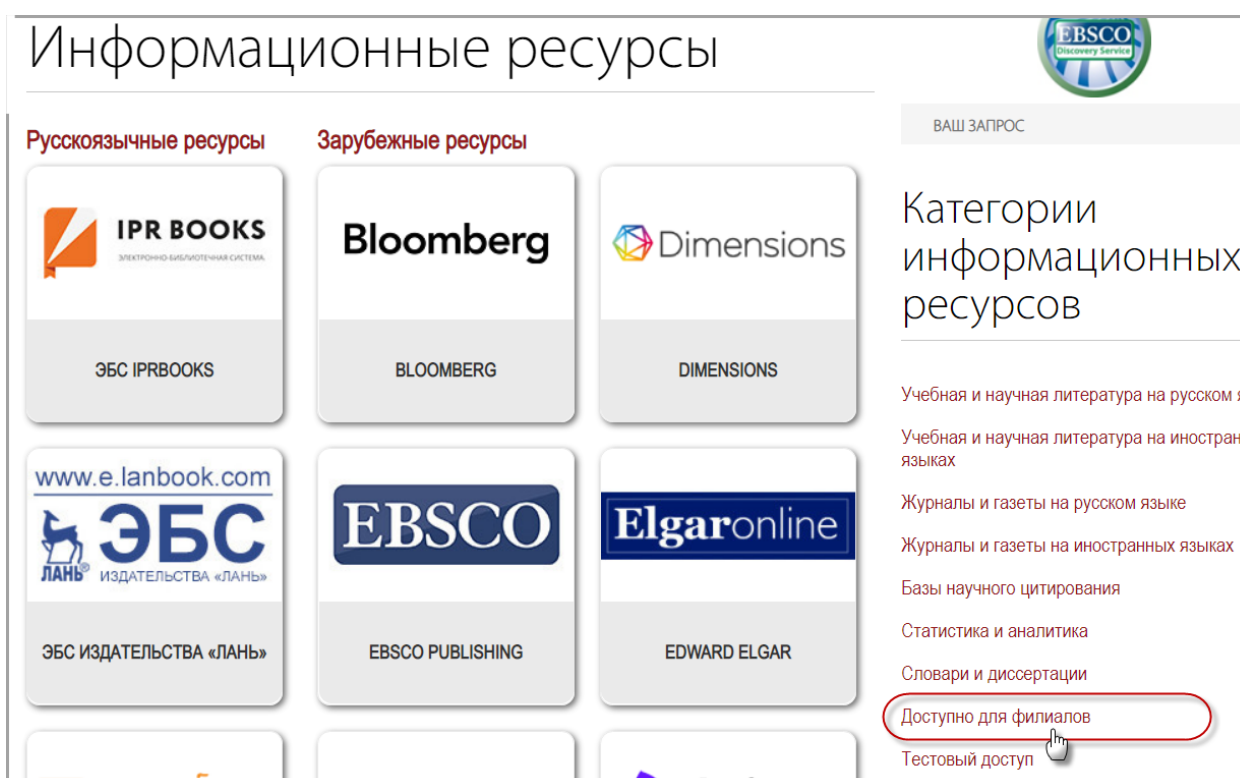 Информационные ресурсы
Русскоязычные ресурсы
Зарубежные ресурсы
IPR BOOKS
ЭЛЕКТРОННО-БИБЛИОТЕЧНАЯ СИСТЕМА
ЭБС IPRBOOKS
Bloomberg
BLOOMBERG
Dimensions
DIMENSIONS
www.e.lanbook.com
ЭБС
ЛАНЬ®
ИЗДАТЕЛЬСТВА «ЛАНЬ»
ЭБС ИЗДАТЕЛЬСТВА «ЛАНЬ»
EBSCO
EBSCO PUBLISHING
Elgaronline
EDWARD ELGAR
EBSCO
Discovery Service
ВАШ ЗАПРОС
Категории
информационных
ресурсов
Учебная и научная литература на русском
Учебная и научная литература на иностран
языках
Журналы и газеты на русском языке
Журналы и газеты на иностранных языках
Базы научного цитирования
Статистика и аналитика
Словари и диссертации
Доступно для филиалов
Тестовый доступ